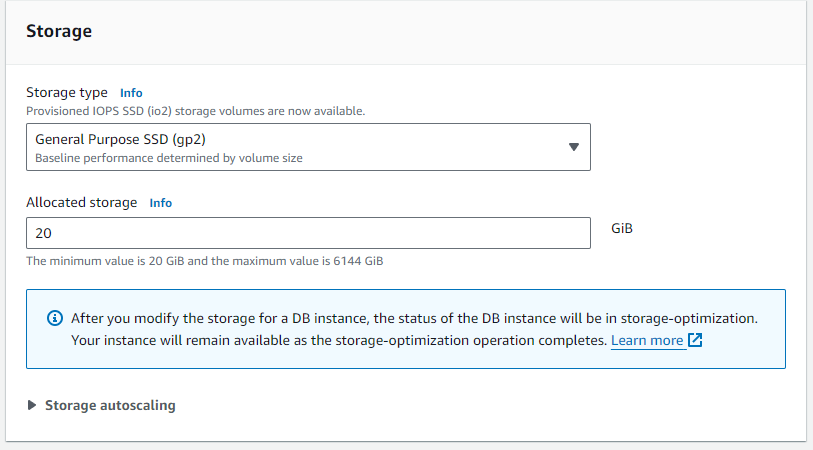 Storage
Storage type Info
Provisioned IOPS SSD (io2) storage volumes are now available.
General Purpose SSD (gp2)
Baseline performance determined by volume size
Allocated storage Info
20 GiB
The minimum value is 20 GiB and the maximum value is 6144 GiB
After you modify the storage for a DB instance, the status of the DB instance will be in storage-optimization.
Your instance will remain available as the storage-optimization operation completes. Learn more
Storage autoscaling